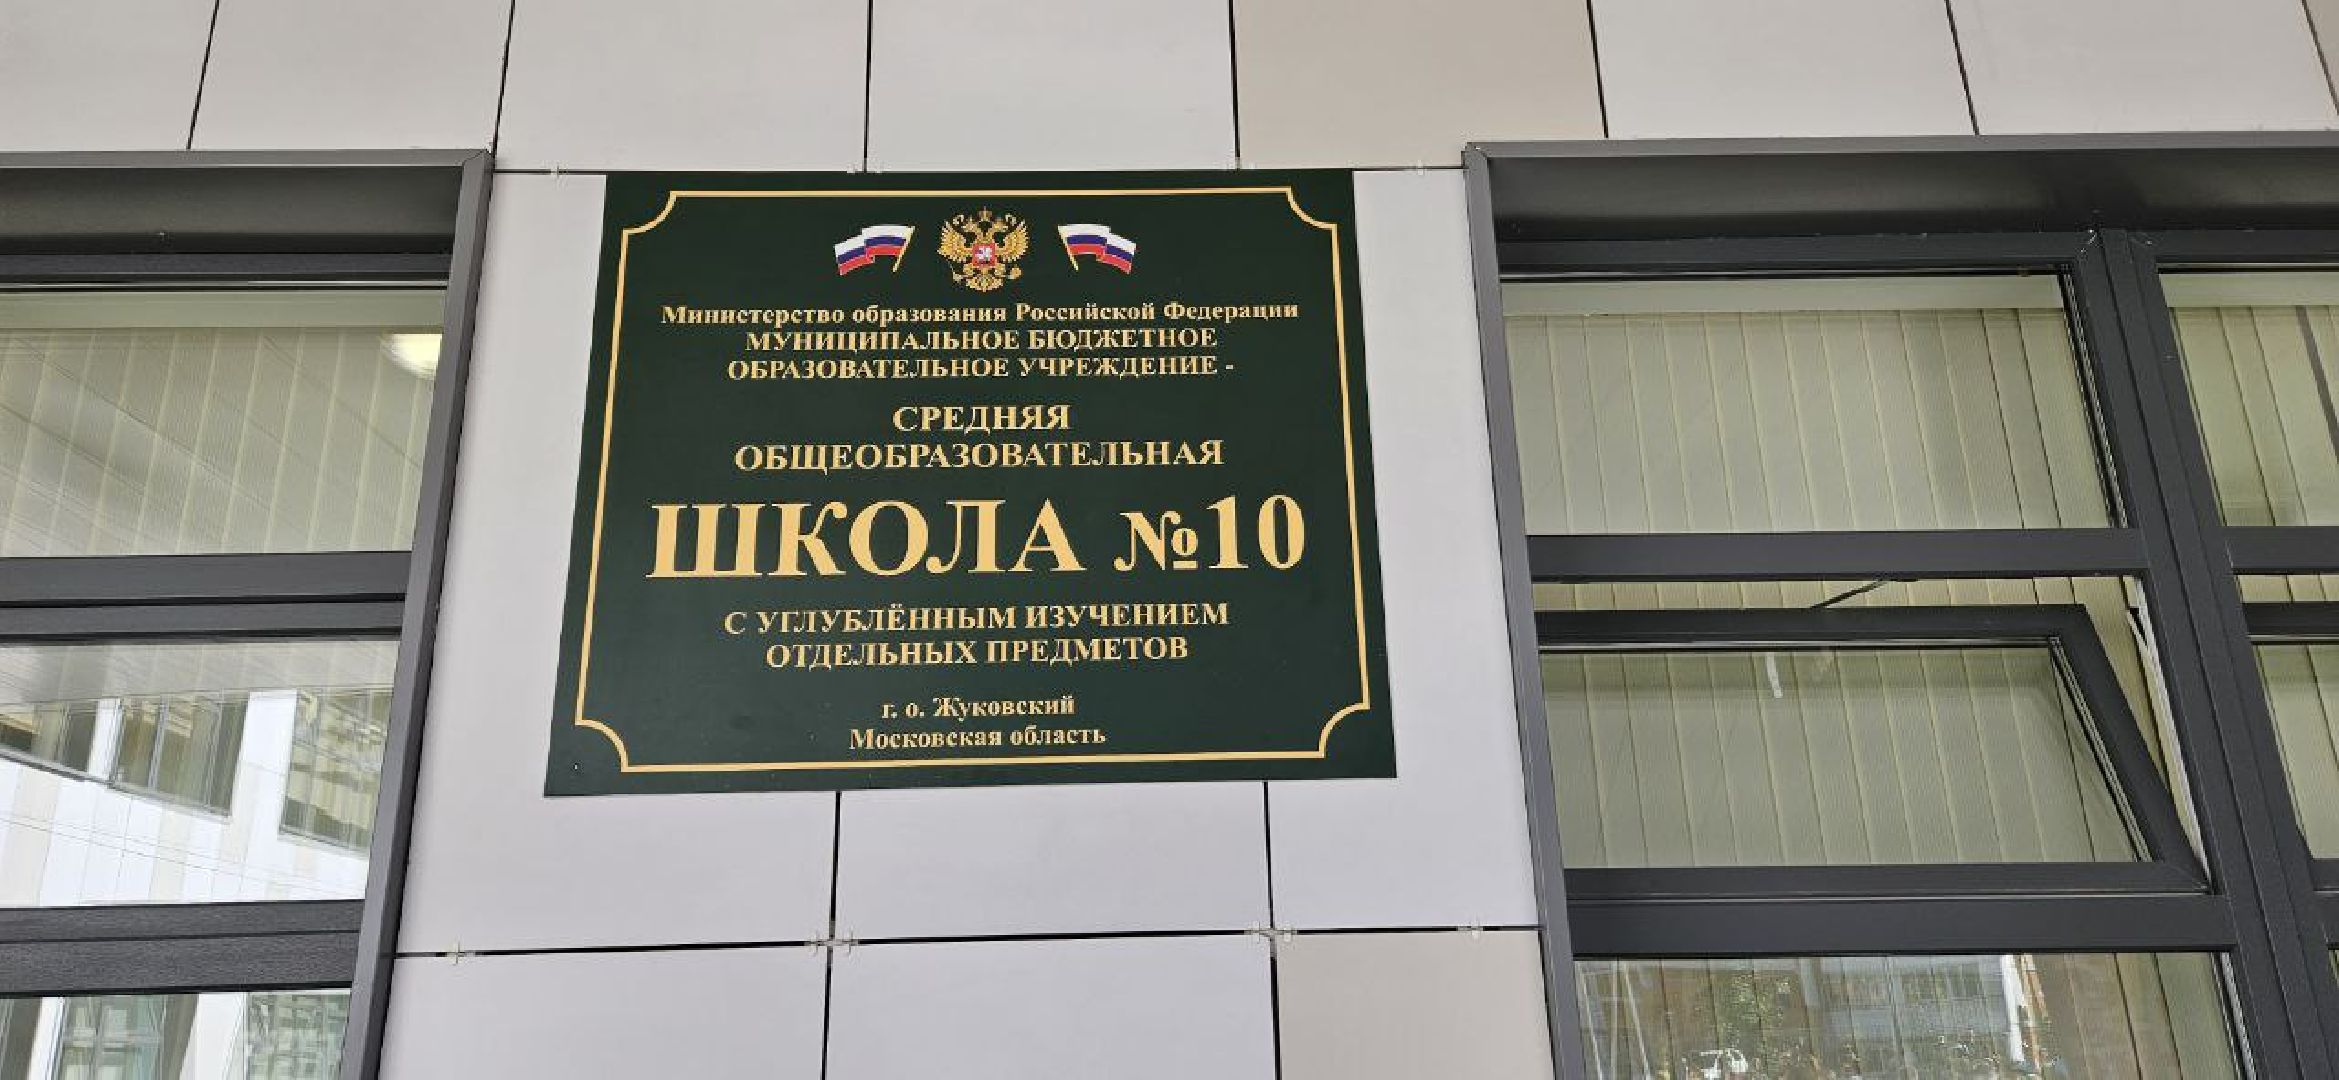 Министерство образования Российской Федерации
МУНИЦИПАЛЬНОЕ БЮДЖЕТНОЕ
ОБРАЗОВАТЕЛЬНОЕ УЧРЕЖДЕНИЕ -
СРЕДНЯЯ
ОБЩЕОБРАЗОВАТЕЛЬНАЯ
ШКОЛА №10
С УГЛУБЛЁННЫМ ИЗУЧЕНИЕМ
ОТДЕЛЬНЫХ ПРЕДМЕТОВ
г. о. Жуковский
Московская область